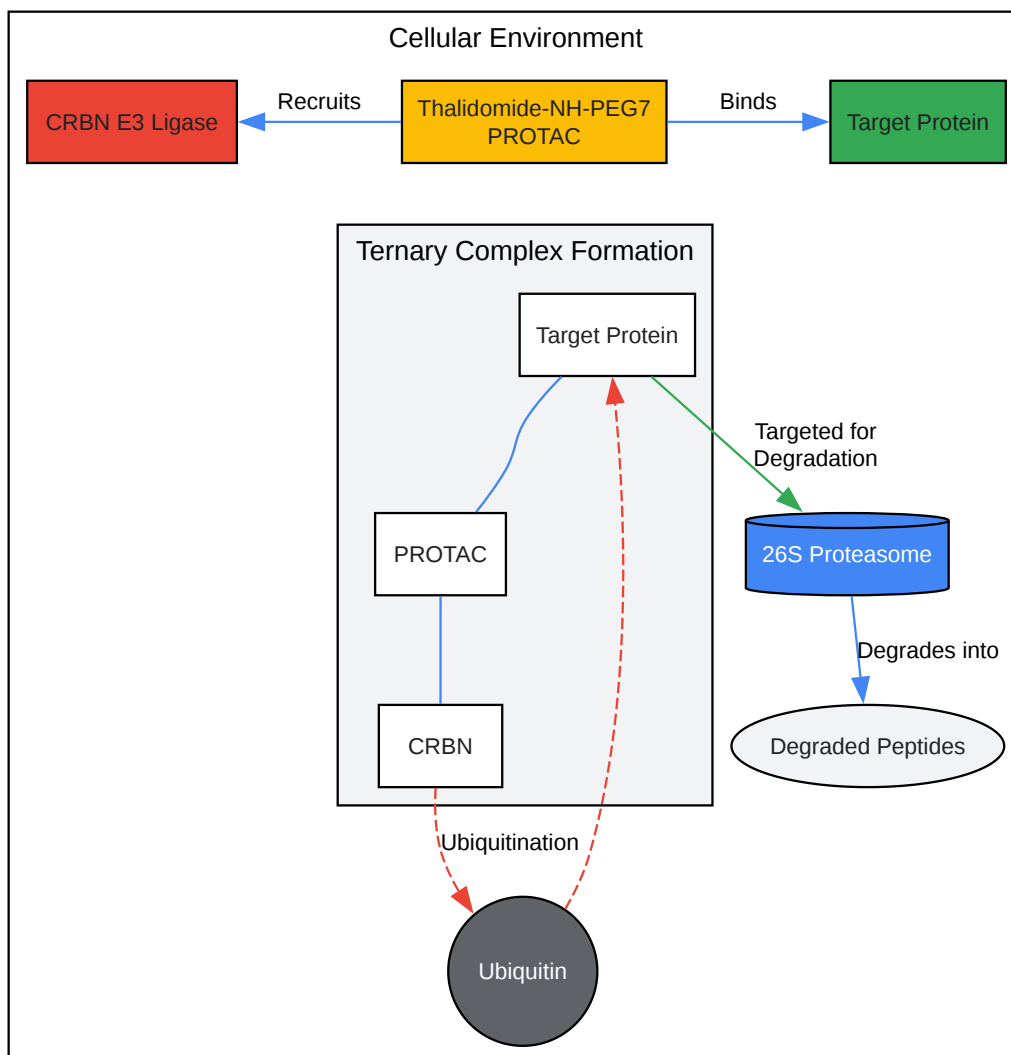 Cellular Environment
CRBN E3 Ligase
Recruits
Thalidomide-NH-PEG7
PROTAC
Binds
Target Protein
Ternary Complex Formation
Target Protein
Targeted for
Degradation
PROTAC
26S Proteasome
Degrades into
CRBN
Degraded Peptides
Ubiquitination
Ubiquitin